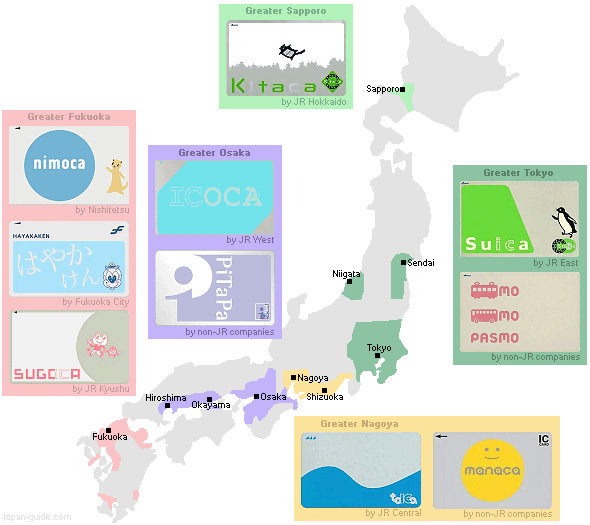 Greater Sapporo
Kitaca
by JR Hokkaido
Sapporo
Greater Fukuoka
nimoca
by Nishitetsu
HAYAKAKEN
はやか
けん
by Fukuoka City
SUGOCA
by JR Kyushu
Greater Osaka
ICOCA
by JR West
PiTaPa
by non-JR companies
Greater Tokyo
Suica
by JR East
MO
MO
PASMO
by non-JR companies
Sendai
Niigata
Tokyo
Nagoya
Shizuoka
Hiroshima
Okayama
Osaka
Fukuoka
Greater Nagoya
toica
by JR Central
IC
CARD
manaca
by non-JR companies
japan-guide.com